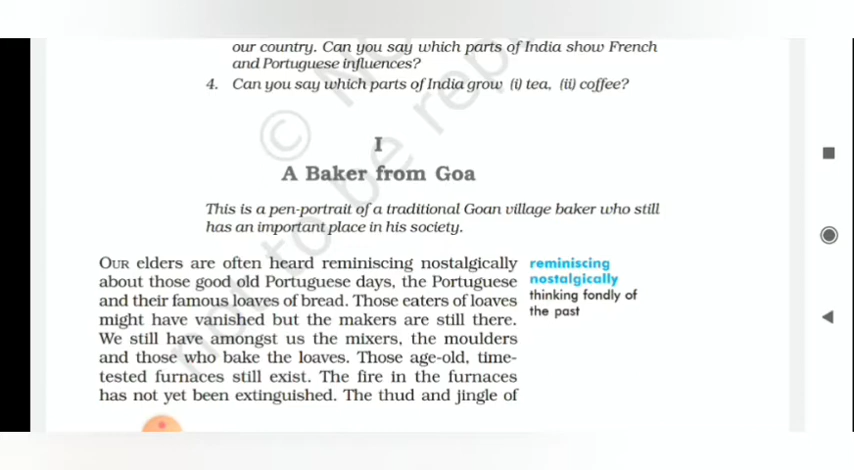 our country. Can you say which parts of India show French
and Portuguese influences?
4. Can you say which parts of India grow (i) tea, (ii) coffee?
I
A Baker from Goa
This is a pen-portrait of a traditional Goan village baker who still
has an important place in his society.
OUR elders are often heard reminiscing nostalgically
about those good old Portuguese days, the Portuguese
and their famous loaves of bread. Those eaters of loaves
might have vanished but the makers are still there.
We still have amongst us the mixers, the moulders
and those who bake the loaves. Those age-old, time-
tested furnaces still exist. The fire in the furnaces
has not yet been extinguished. The thud and jingle of
reminiscing
nostalgically
thinking fondly of
the past
© N
not to be rep